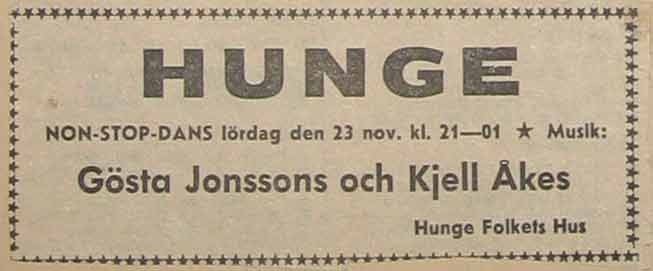 HUNGE
NON-STOP-DANS lördag den 23 nov. kl. 21—01 ★ Musik:
Gösta Jonssons och Kjell Åkes
Hunge Folkets Hus